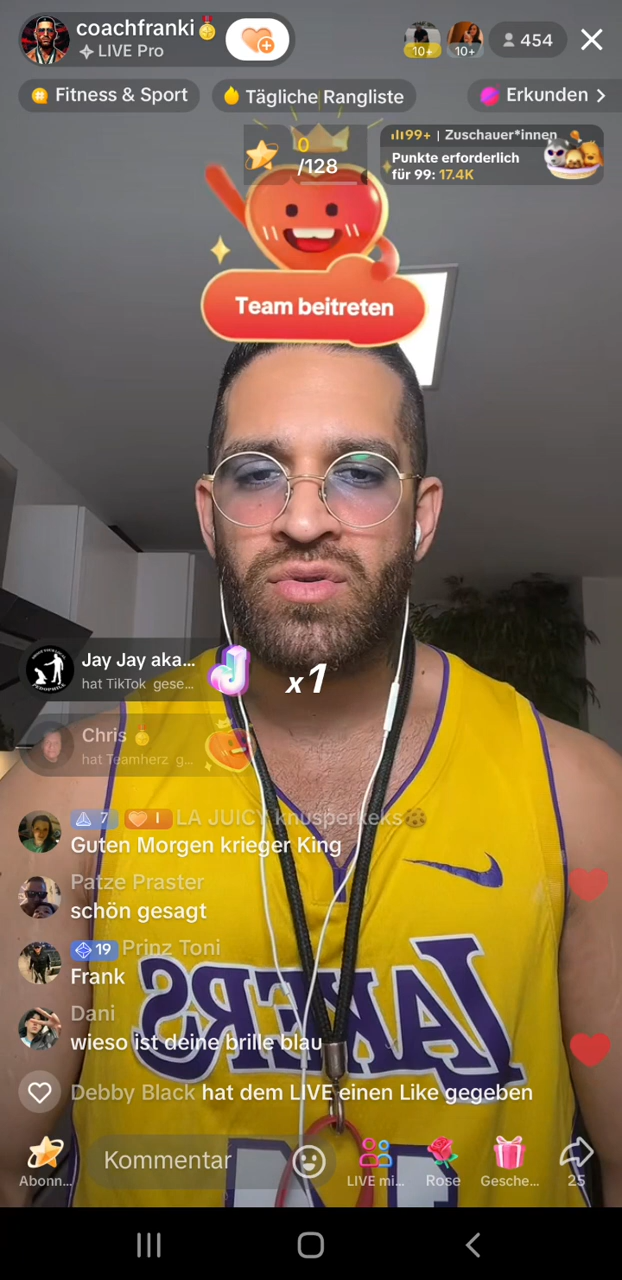 coachfranki
LIVE Pro
10+
10+
454
Fitness & Sport
Tägliche Rangliste
Erkunden
0
/128
99+ | Zuschauer*innen
Punkte erforderlich
für 99: 17.4K
Team beitreten
Jay Jay aka...
hat TikTok gese...
x1
Chris
hat Teamherz g...
7 I LA JUICY knusperkeks
Guten Morgen krieger King
Patze Praster
schön gesagt
19 Prinz Toni
Frank
Dani
wieso ist deine brille blau
LAKERS
Debby Black hat dem LIVE einen Like gegeben
Kommentar
Abonn...
LIVE mi...
Rose
Gesche...
25